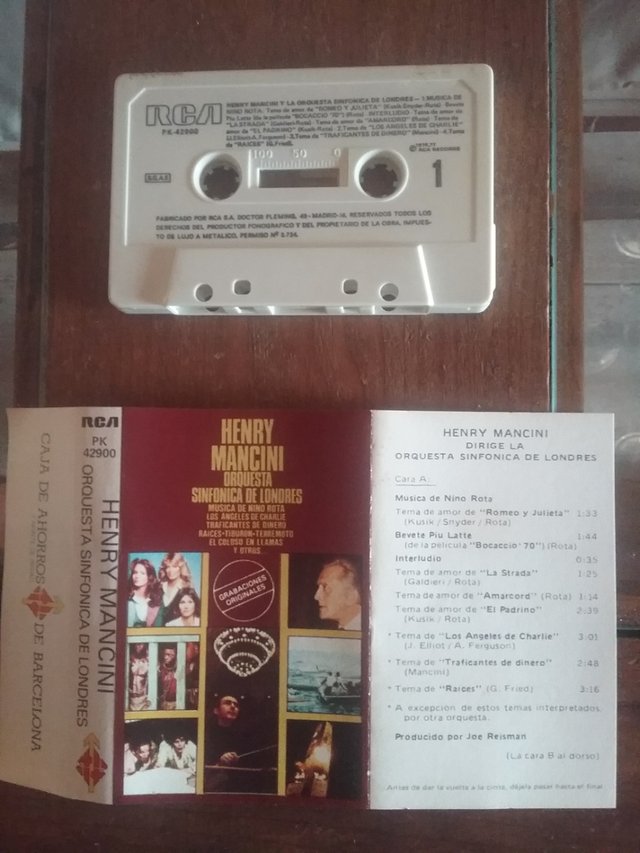 RCA
PK-42900
HENRY MANCINI Y LA ORQUESTA SINFONICA DE LONDRES - 1.MUSICA DE
NINO ROTA. Tema de amor de "ROMEO Y JULIETA" (Kusik-Snyder-Rota) Bevete
Piu Latte (de la película "BOCACCIO 70") (Rota) INTERLUDIO - Tema de amor de
"LA STRADA" (Galdieri-Rota) - Tema de amor de "AMARCORD" (Rota) - Tema de
amor de "EL PADRINO" (Kusik-Rota) - 2.Tema de "LOS ANGELES DE CHARLIE"
(J.Elliott-A.Ferguson) - 3.Tema de "TRAFICANTES DE DINERO" (Mancini) - 4.Tema
de "RAICES" (G.Fried).
RCA RECORDS
100 50 0
S.G.A.E.
1
FABRICADO POR RCA S.A. DOCTOR FLEMING, 43 - MADRID-16. RESERVADOS TODOS LOS
DERECHOS DEL PRODUCTOR FONOGRAFICO Y DEL PROPIETARIO DE LA OBRA. IMPUES-
TO DE LUJO A METALICO. PERMISO Nº 3.724.
CAJA DE AHORROS
DE BARCELONA
RCA
PK
42900
HENRY MANCINI
ORQUESTA SINFONICA DE LONDRES
HENRY
MANCINI
ORQUESTA
SINFONICA DE LONDRES
MUSICA DE NINO ROTA
LOS ANGELES DE CHARLIE
TRAFICANTES DE DINERO
RAICES-TIBURON-TERREMOTO
EL COLOSO EN LLAMAS
Y OTROS
GRABACIONES
ORIGINALES
HENRY MANCINI
DIRIGE LA
ORQUESTA SINFONICA DE LONDRES
Cara A:
Musica de Nino Rota
Tema de amor de "Romeo y Julieta" 1:33
(Kusik / Snyder / Rota)
Bevete Piu Latte 1:44
(de la pelicula "Bocaccio '70") (Rota)
Interludio 0:35
Tema de amor de "La Strada" 1:25
(Galdieri / Rota)
Tema de amor de "Amarcord" (Rota) 1:14
Tema de amor de "El Padrino" 2:39
(Kusik / Rota)
* Tema de "Los Angeles de Charlie" 3:01
(J. Elliot / A. Ferguson)
* Tema de "Traficantes de dinero" 2:48
(Mancini)
* Tema de "Raices" (G. Fried) 3:16
* A excepcion de estos temas interpretados
por otra orquesta.
Producido por Joe Reisman
(La cara B al dorso)
Antes de dar la vuelta a la cinta, déjela pasar hasta el final